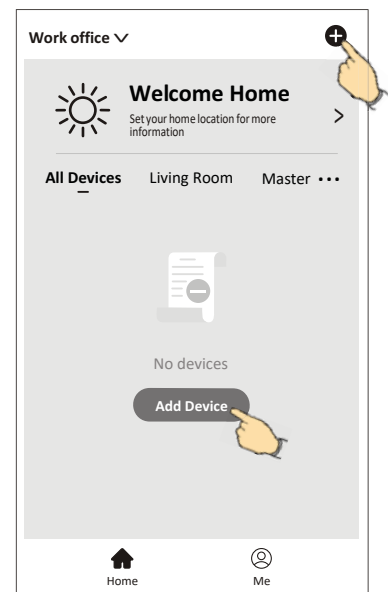 Work office
Welcome Home
Set your home location for more
information
All Devices Living Room Master
No devices
Add Device
Home Me